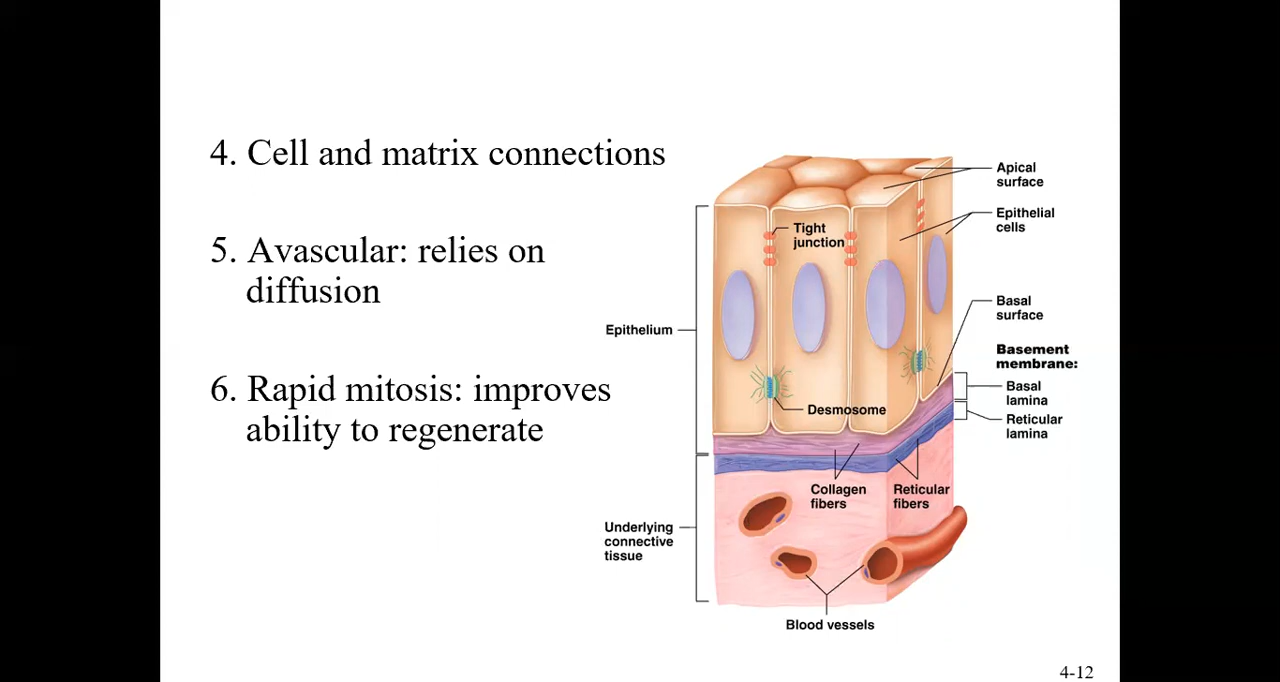 4. Cell and matrix connections
5. Avascular: relies on
diffusion
6. Rapid mitosis: improves
ability to regenerate
Apical
surface
Epithelial
cells
Tight
junction
Basal
surface
Epithelium
Basement
membrane:
Basal
lamina
Desmosome
Reticular
lamina
Collagen
fibers
Reticular
fibers
Underlying
connective
tissue
Blood vessels
4-12